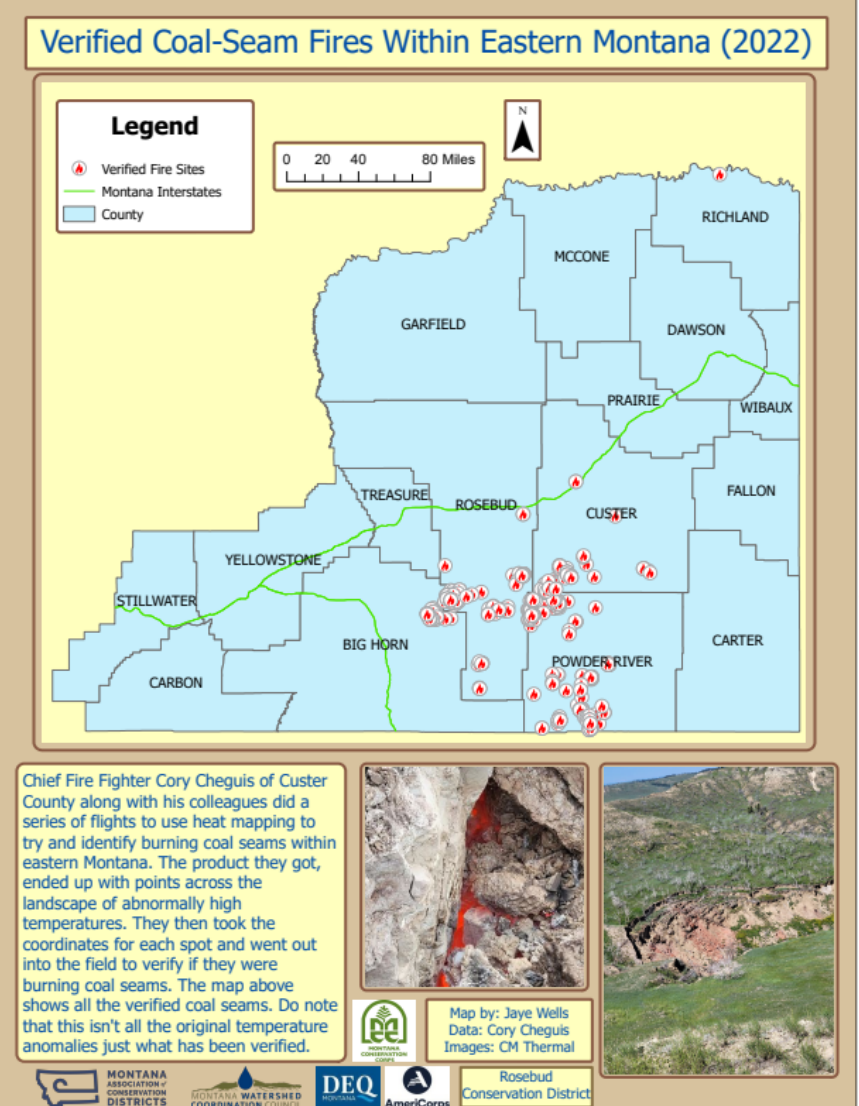 Verified Coal-Seam Fires Within Eastern Montana (2022)
Legend
Verified Fire Sites
Montana Interstates
County
0 20 40 80 Miles
N
RICHLAND
MCCONE
GARFIELD
DAWSON
PRAIRIE
WIBAUX
TREASURE
ROSEBUD
CUSTER
FALLON
YELLOWSTONE
STILLWATER
BIG HORN
POWDER RIVER
CARTER
CARBON
Chief Fire Fighter Cory Cheguis of Custer
County along with his colleagues did a
series of flights to use heat mapping to
try and identify burning coal seams within
eastern Montana. The product they got,
ended up with points across the
landscape of abnormally high
temperatures. They then took the
coordinates for each spot and went out
into the field to verify if they were
burning coal seams. The map above
shows all the verified coal seams. Do note
that this isn't all the original temperature
anomalies just what has been verified.
MONTANA
CONSERVATION
CORPS
Map by: Jaye Wells
Data: Cory Cheguis
Images: CM Thermal
MONTANA
ASSOCIATION of
CONSERVATION
DISTRICTS
MONTANA WATERSHED
COORDINATION COUNCIL
DEQ
MONTANA
AmeriCorps
Rosebud
Conservation District